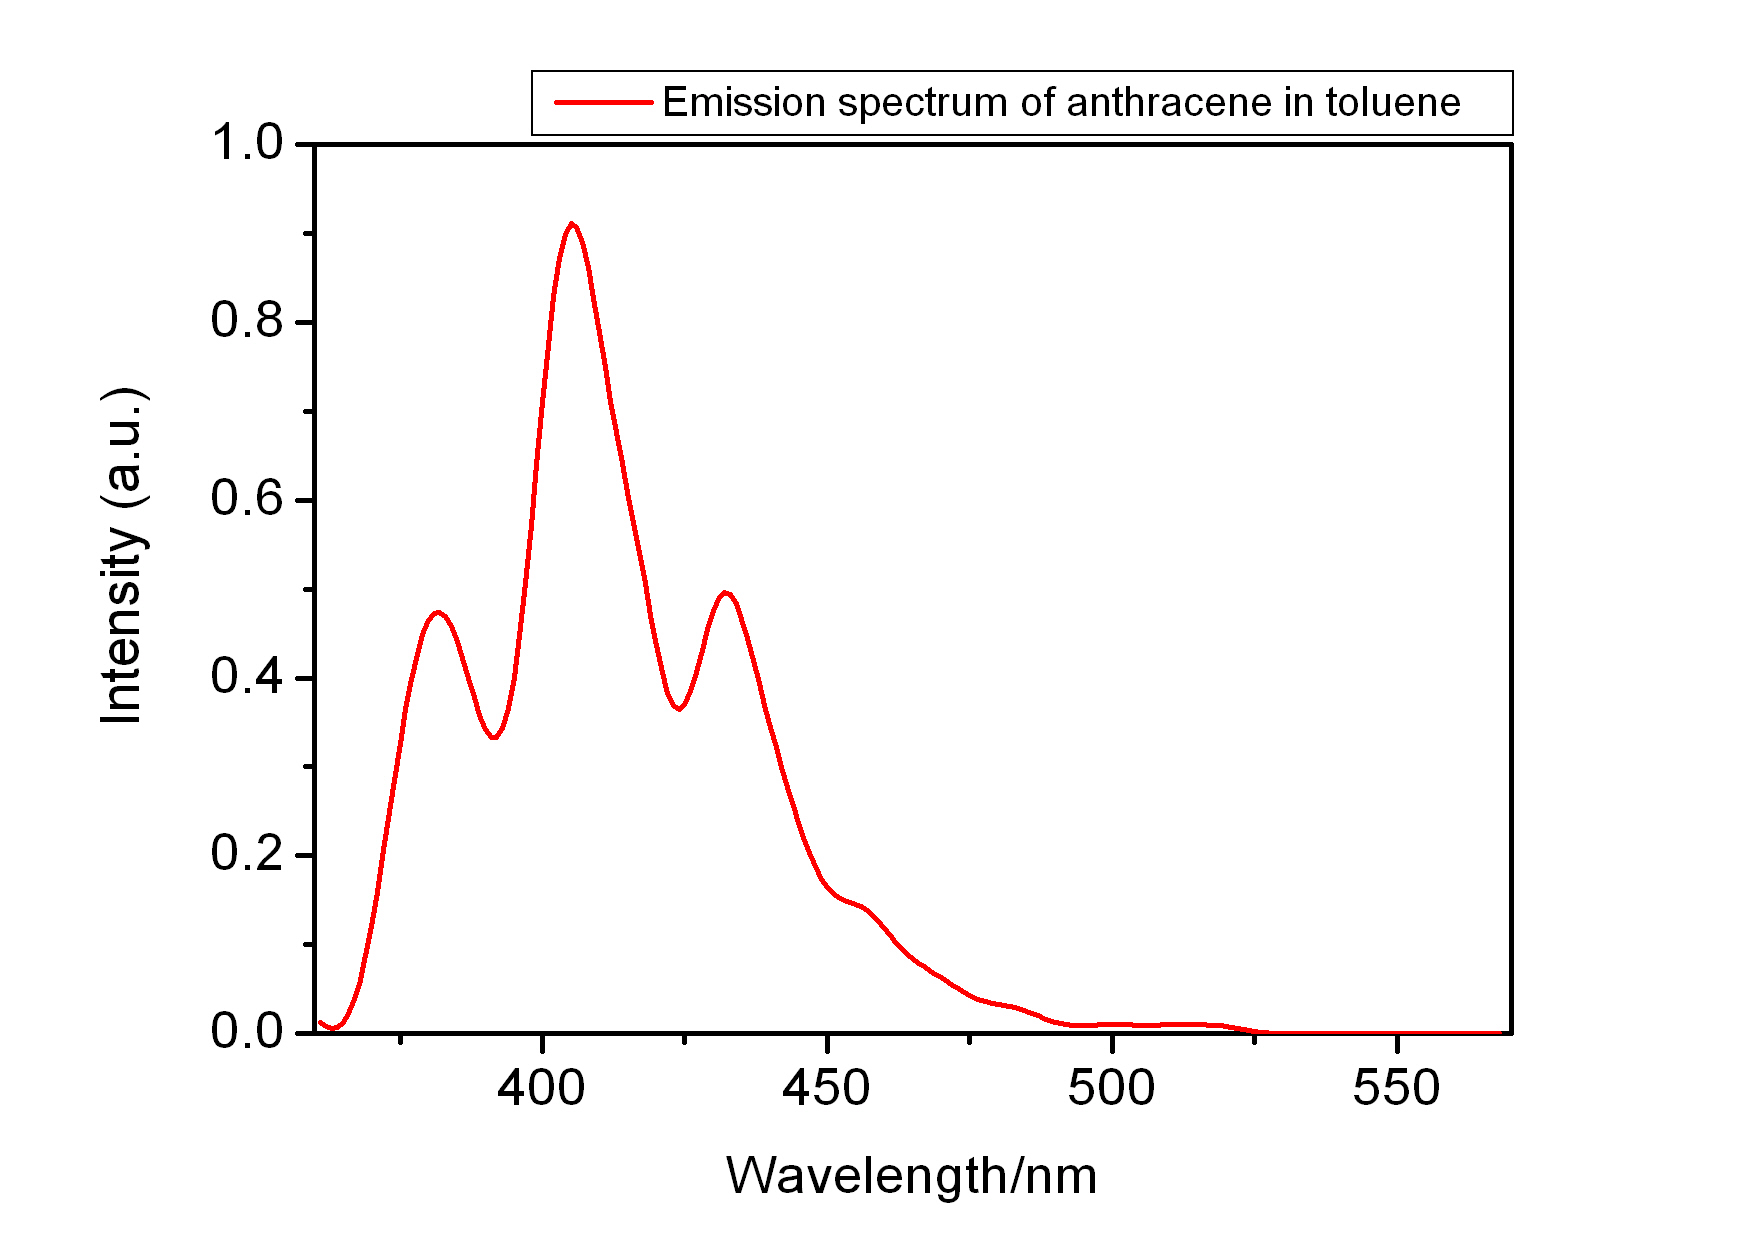 Emission spectrum of anthracene in toluene
1.0
0.8
0.6
0.4
0.2
0.0
Intensity (a.u.)
400 450 500 550
Wavelength/nm